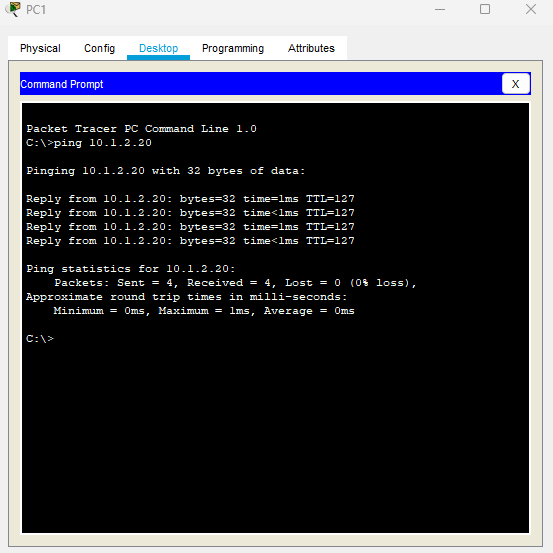 PC1
Physical Config Desktop Programming Attributes
Command Prompt X
Packet Tracer PC Command Line 1.0
C:\>ping 10.1.2.20
Pinging 10.1.2.20 with 32 bytes of data:
Reply from 10.1.2.20: bytes=32 time=1ms TTL=127
Reply from 10.1.2.20: bytes=32 time<1ms TTL=127
Reply from 10.1.2.20: bytes=32 time=1ms TTL=127
Reply from 10.1.2.20: bytes=32 time<1ms TTL=127
Ping statistics for 10.1.2.20:
    Packets: Sent = 4, Received = 4, Lost = 0 (0% loss),
Approximate round trip times in milli-seconds:
    Minimum = 0ms, Maximum = 1ms, Average = 0ms
C:\>